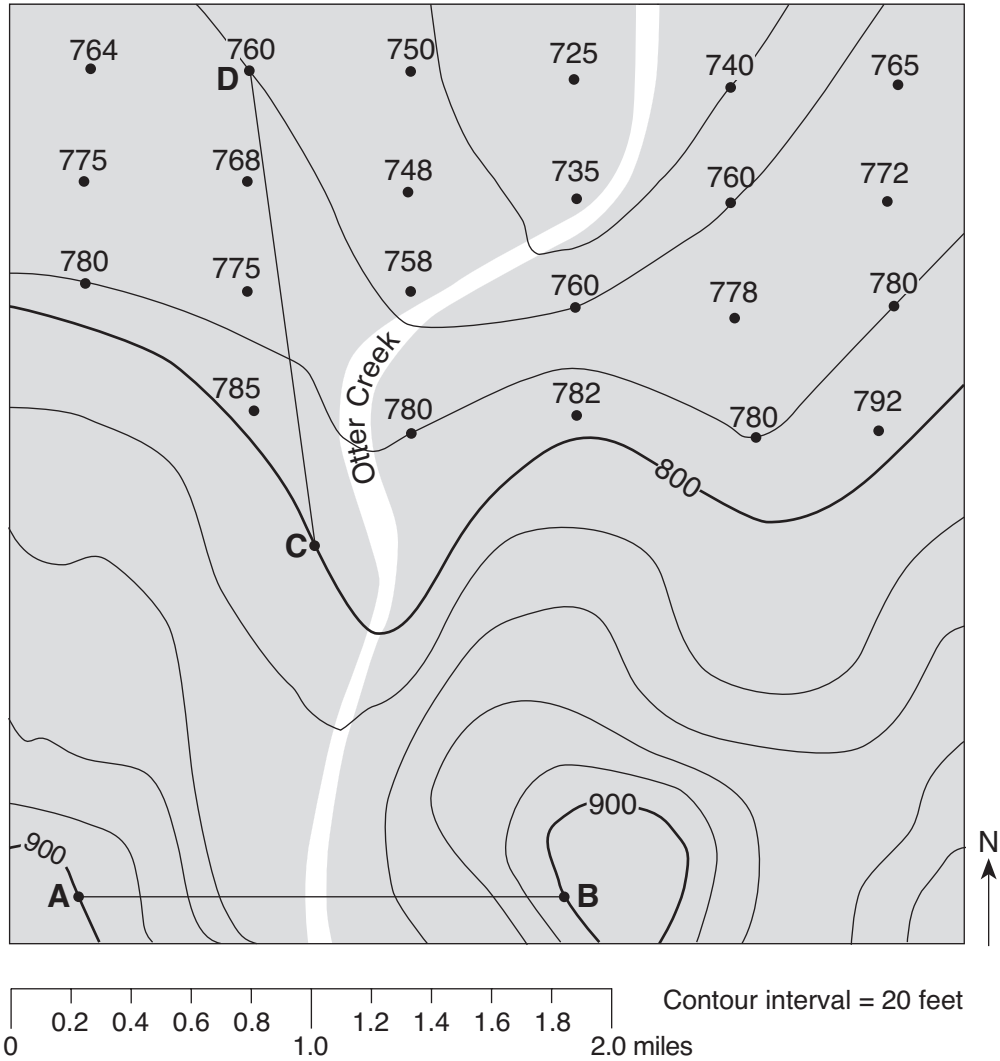 764 760 750 725 740 765
D
775 768 748 735 760 772
780 775 758 760 778 780
Otter Creek
785 780 782 780 792
800
C
900
900
A B
N
0 0.2 0.4 0.6 0.8 1.0 1.2 1.4 1.6 1.8 2.0 miles
Contour interval = 20 feet